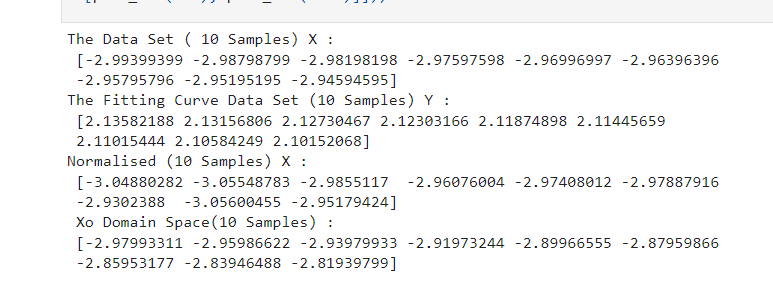 The Data Set ( 10 Samples) X :
[-2.99399399 -2.98798799 -2.98198198 -2.97597598 -2.96996997 -2.96396396
-2.95795796 -2.95195195 -2.94594595]
The Fitting Curve Data Set (10 Samples) Y :
[2.13582188 2.13156806 2.12730467 2.12303166 2.11874898 2.11445659
2.11015444 2.10584249 2.10152068]
Normalised (10 Samples) X :
[-3.04880282 -3.05548783 -2.9855117  -2.96076004 -2.97408012 -2.97887916
-2.9302388  -3.05600455 -2.95179424]
Xo Domain Space(10 Samples) :
[-2.97993311 -2.95986622 -2.93979933 -2.91973244 -2.89966555 -2.87959866
-2.85953177 -2.83946488 -2.81939799]